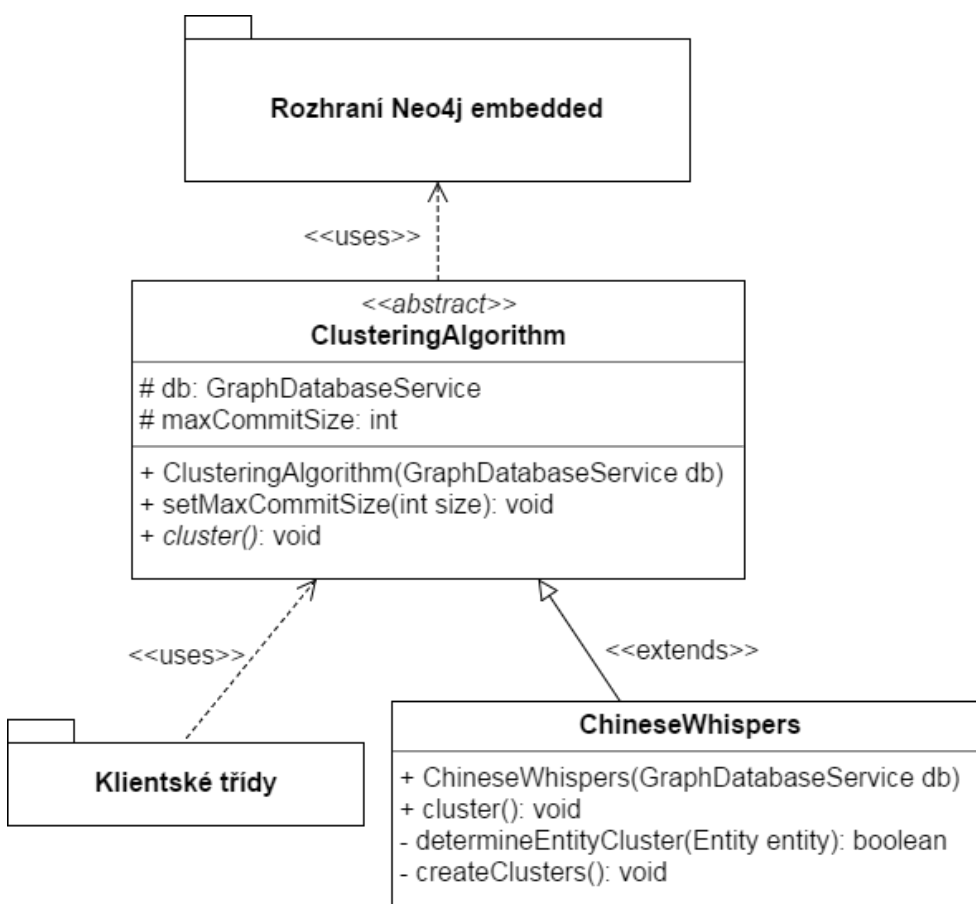 Rozhraní Neo4j embedded
<<uses>>
<<abstract>>
ClusteringAlgorithm
# db: GraphDatabaseService
# maxCommitSize: int
+ ClusteringAlgorithm(GraphDatabaseService db)
+ setMaxCommitSize(int size): void
+ cluster(): void
<<uses>>
<<extends>>
Klientské třídy
ChineseWhispers
+ ChineseWhispers(GraphDatabaseService db)
+ cluster(): void
- determineEntityCluster(Entity entity): boolean
- createClusters(): void